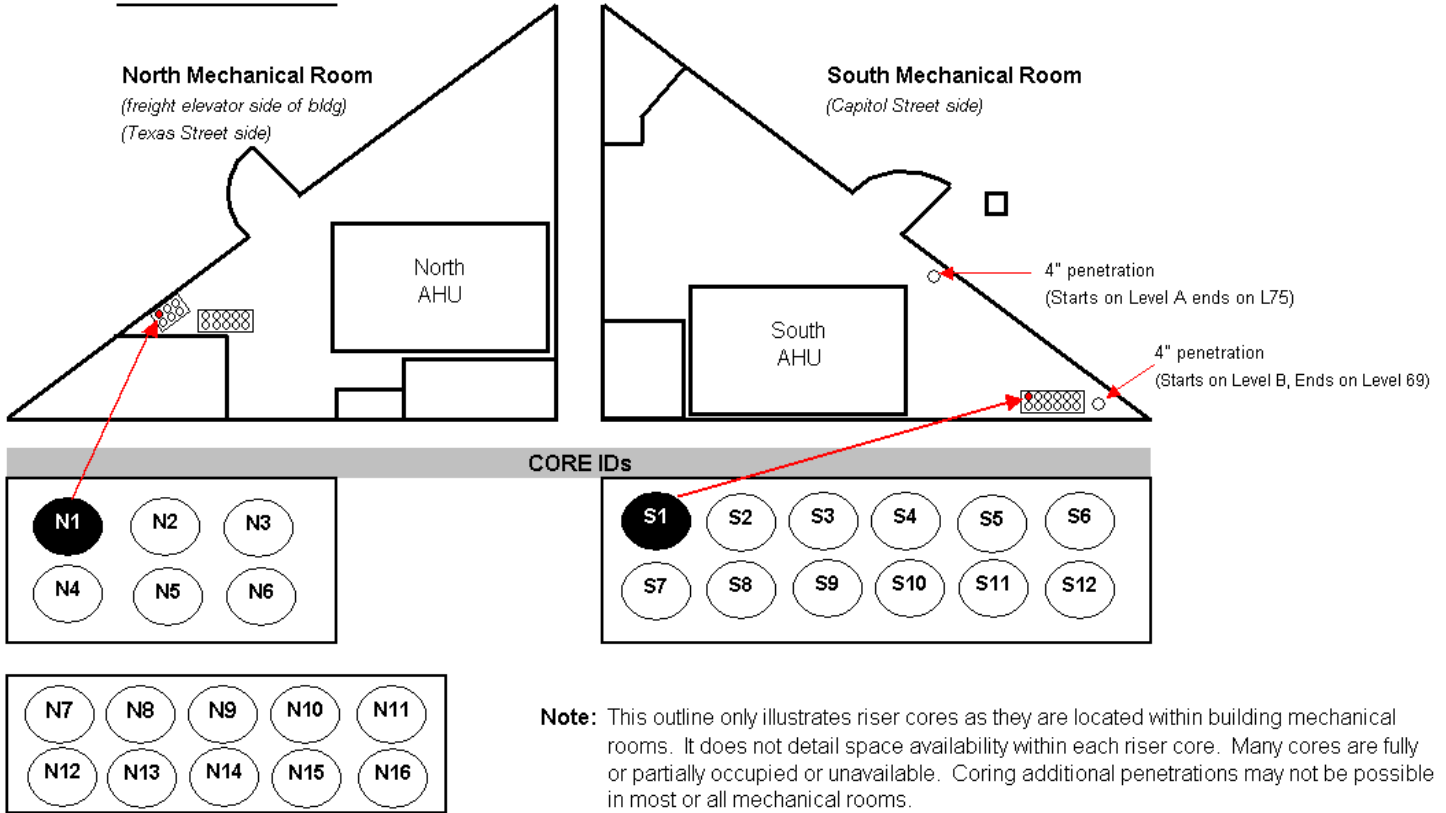 North Mechanical Room
(freight elevator side of bldg)
(Texas Street side)
South Mechanical Room
(Capitol Street side)
North
AHU
South
AHU
4" penetration
(Starts on Level A ends on L75)
4" penetration
(Starts on Level B, Ends on Level 69)
CORE IDs
N1 N2 N3
N4 N5 N6
S1 S2 S3 S4 S5 S6
S7 S8 S9 S10 S11 S12
N7 N8 N9 N10 N11
N12 N13 N14 N15 N16
Note: This outline only illustrates riser cores as they are located within building mechanical
rooms. It does not detail space availability within each riser core. Many cores are fully
or partially occupied or unavailable. Coring additional penetrations may not be possible
in most or all mechanical rooms.